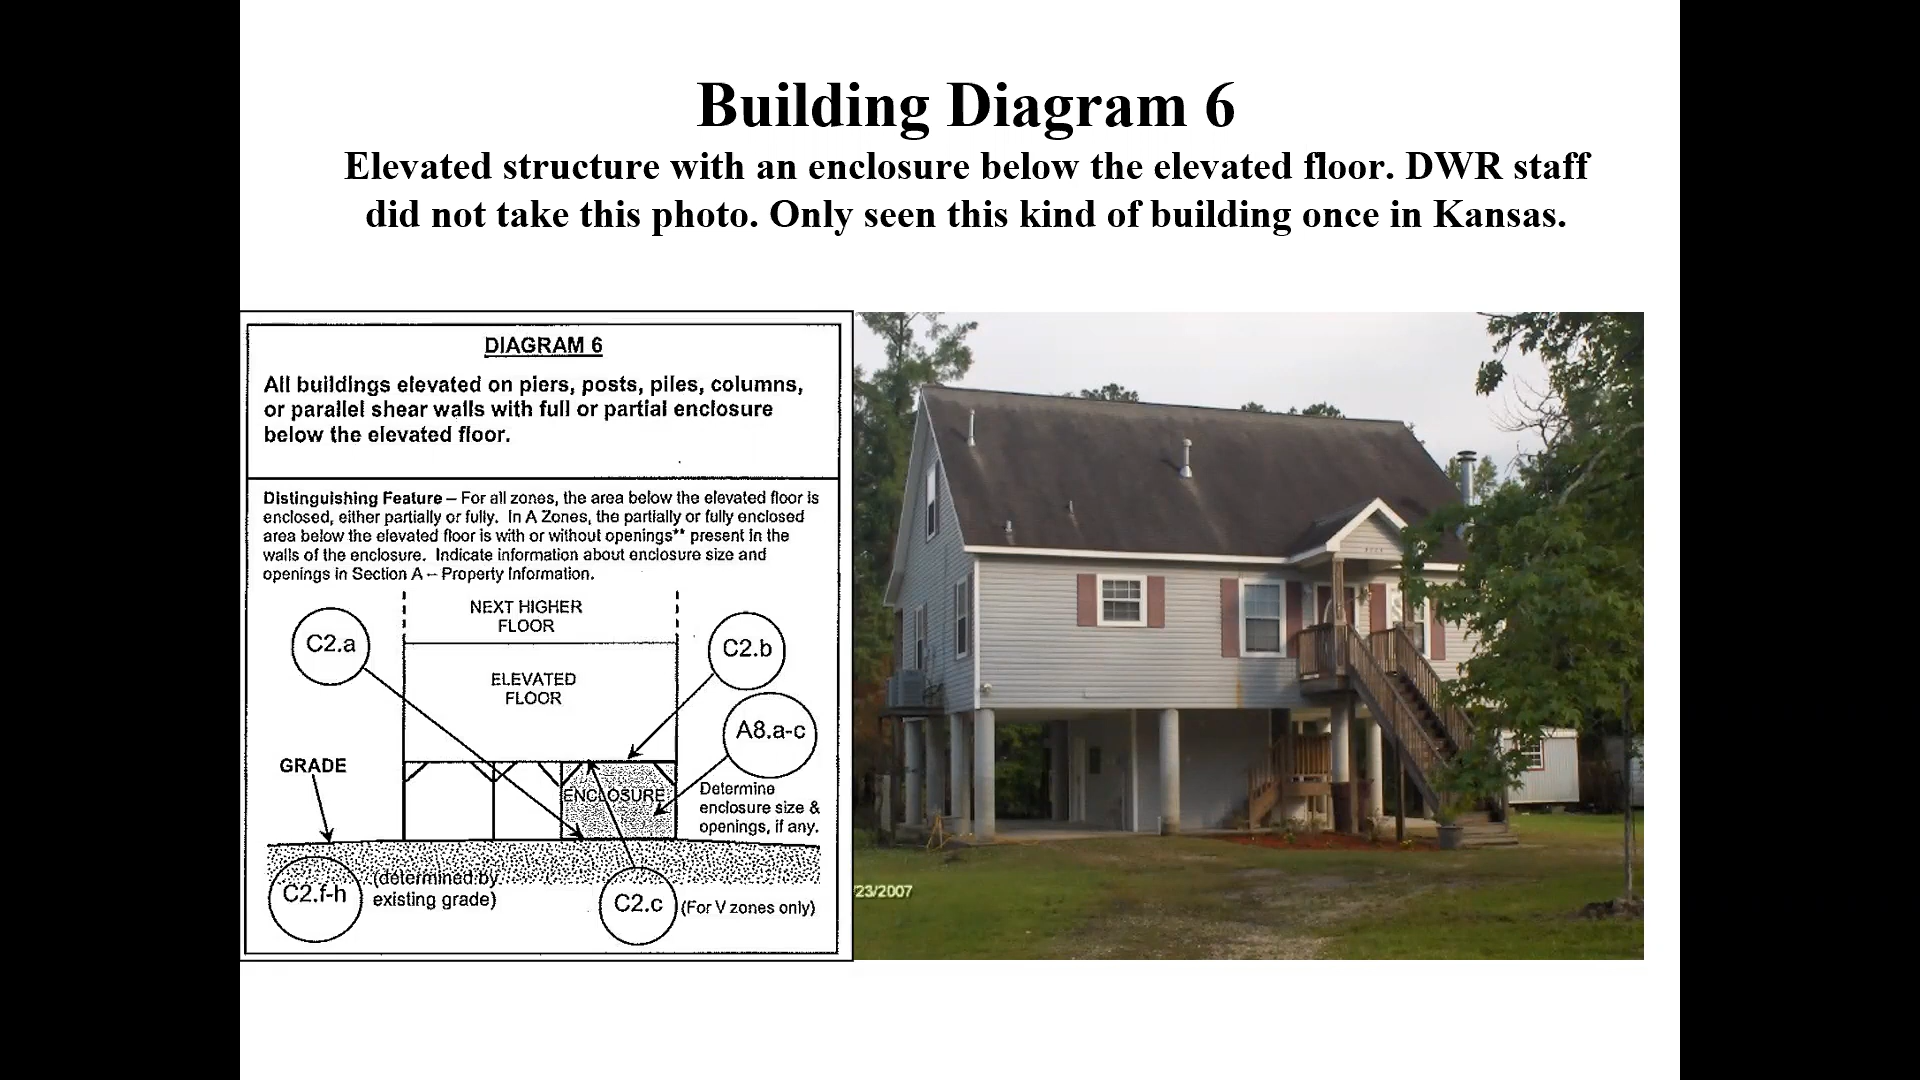 Building Diagram 6
Elevated structure with an enclosure below the elevated floor. DWR staff
did not take this photo. Only seen this kind of building once in Kansas.
DIAGRAM 6
All buildings elevated on piers, posts, piles, columns,
or parallel shear walls with full or partial enclosure
below the elevated floor.
Distinguishing Feature – For all zones, the area below the elevated floor is
enclosed, either partially or fully. In A Zones, the partially or fully enclosed
area below the elevated floor is with or without openings** present in the
walls of the enclosure. Indicate information about enclosure size and
openings in Section A – Property Information.
NEXT HIGHER
FLOOR
C2.a
C2.b
ELEVATED
FLOOR
A8.a-c
GRADE
ENCLOSURE
Determine
enclosure size &
openings, if any.
C2.f-h
(determined by
existing grade)
C2.c
(For V zones only)
23/2007